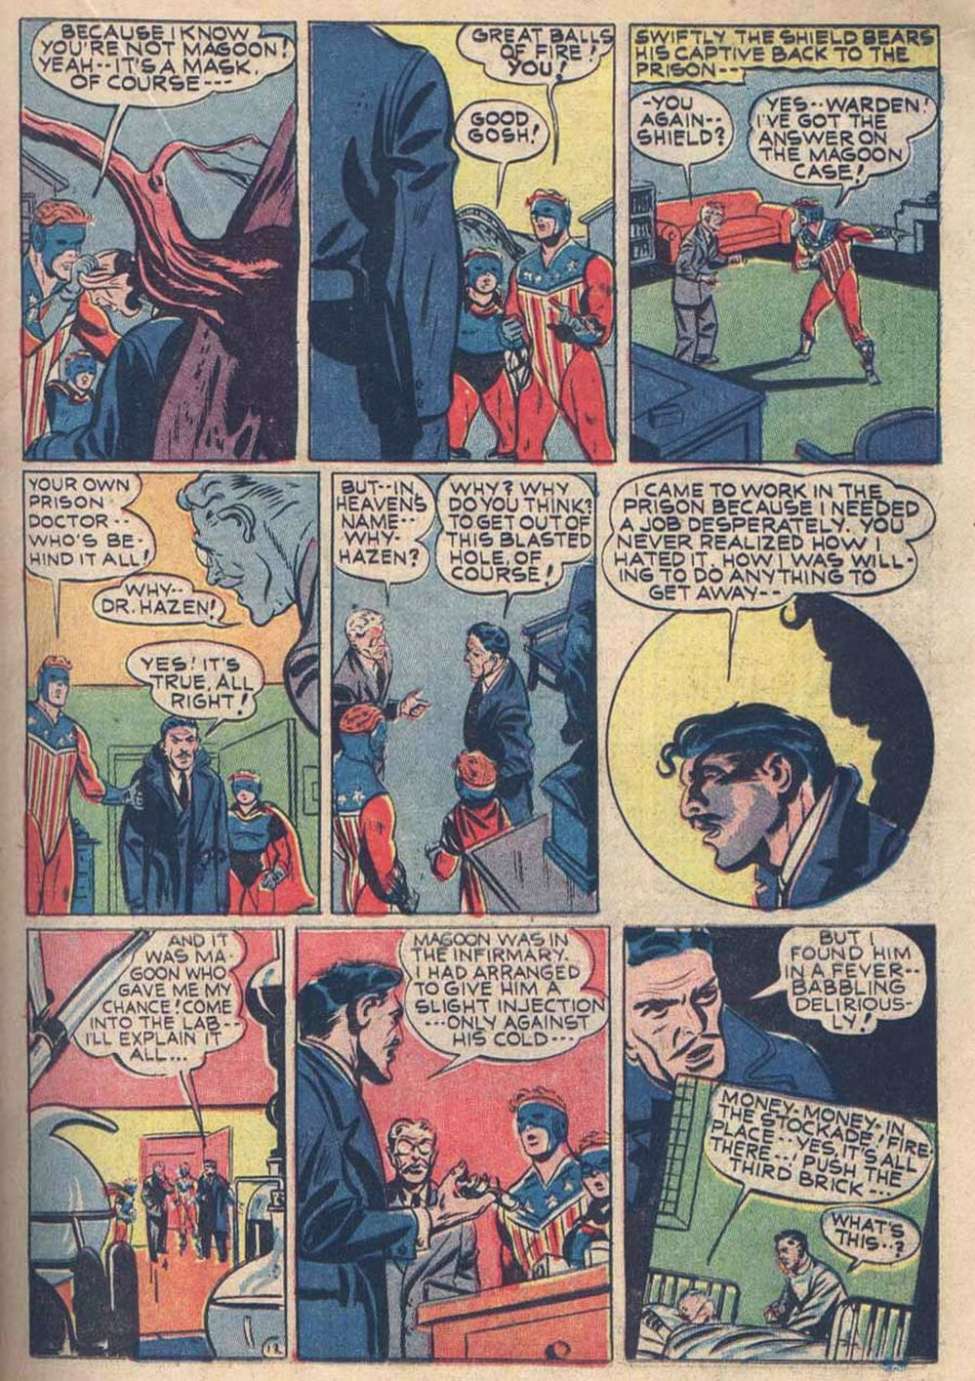 BECAUSE I KNOW
YOU'RE NOT MAGOON!
YEAH--IT'S A MASK,
OF COURSE---
GREAT BALLS
OF FIRE!
YOU!
GOOD
GOSH!
SWIFTLY THE SHIELD BEARS
HIS CAPTIVE BACK TO THE
PRISON--
-YOU
AGAIN--
SHIELD?
YES--WARDEN!
I'VE GOT THE
ANSWER ON
THE MAGOON
CASE!
YOUR OWN
PRISON
DOCTOR--
WHO'S BE-
HIND IT ALL!
WHY--
DR. HAZEN!
YES! IT'S
TRUE, ALL
RIGHT!
BUT--IN
HEAVEN'S
NAME--
WHY-
HAZEN?
WHY? WHY
DO YOU THINK?
TO GET OUT OF
THIS BLASTED
HOLE, OF
COURSE!
I CAME TO WORK IN THE
PRISON BECAUSE I NEEDED
A JOB DESPERATELY. YOU
NEVER REALIZED HOW I
HATED IT. HOW I WAS WILL-
ING TO DO ANYTHING TO
GET AWAY--
AND IT
WAS MA-
GOON WHO
GAVE ME MY
CHANCE! COME
INTO THE LAB--
I'LL EXPLAIN IT
ALL...
12
MAGOON WAS IN
THE INFIRMARY.
I HAD ARRANGED
TO GIVE HIM A
SLIGHT INJECTION
---ONLY AGAINST
HIS COLD---
BUT I
FOUND HIM
IN A FEVER--
BABBLING
DELIRIOUS-
LY!
MONEY-MONEY-IN
THE STOCKADE! FIRE-
PLACE--YES, IT'S ALL
THERE--! PUSH THE
THIRD BRICK---
WHAT'S
THIS--?